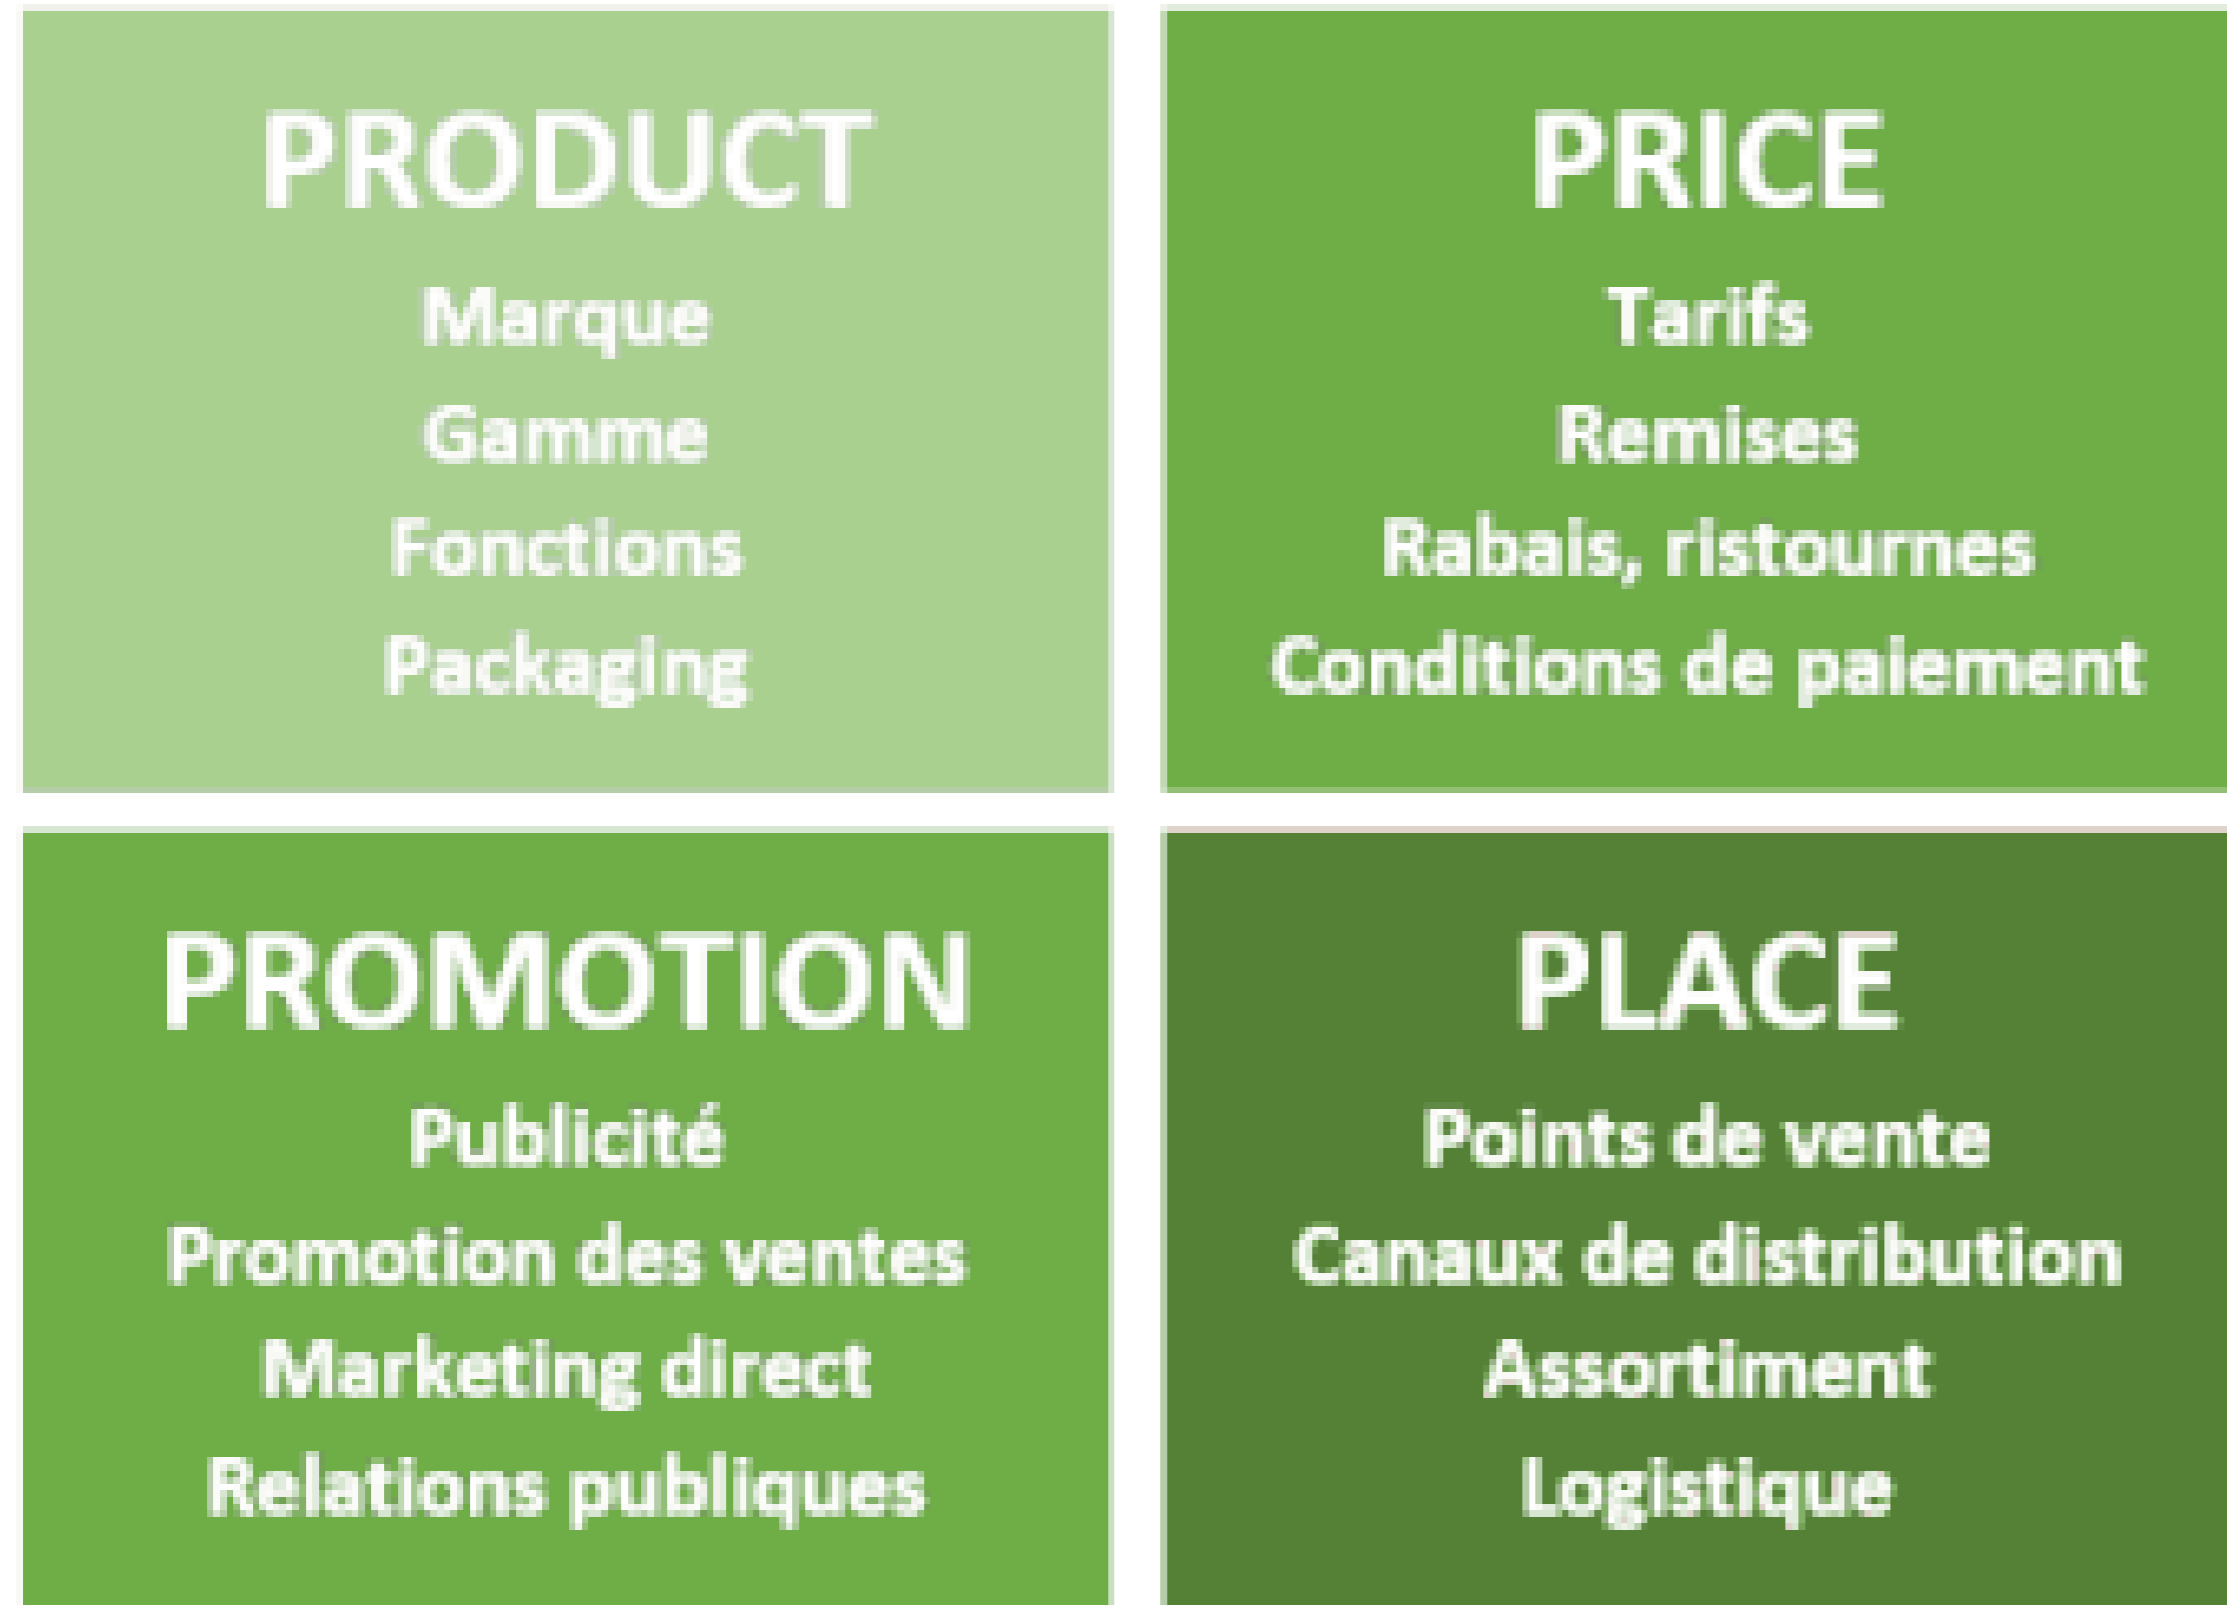 PRODUCT
Marque
Gamme
Fonctions
Packaging
PRICE
Tarifs
Remises
Rabais, ristournes
Conditions de paiement
PROMOTION
Publicité
Promotion des ventes
Marketing direct
Relations publiques
PLACE
Points de vente
Canaux de distribution
Assortiment
Logistique